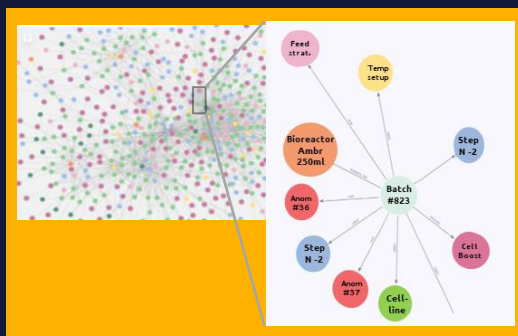 Feed
strat.
Temp
setup
Bioreactor
Ambr
250ml
Step
N -2
Batch
#823
Anom
#36
Step
N -2
Cell
Boost
Anom
#37
Cell-
line